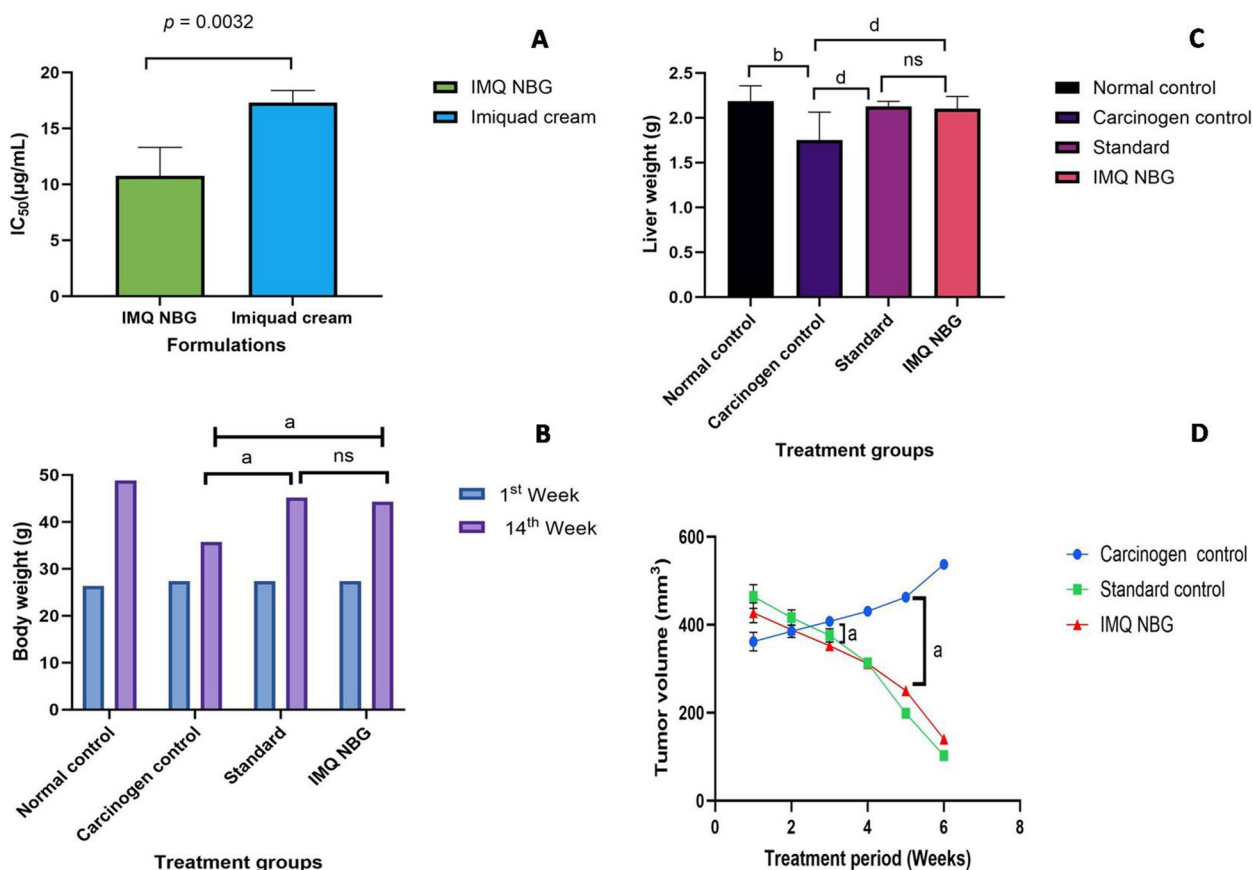 p = 0.0032
A
20
15
10
5
0
IC50(µg/mL)
IMQ NBG
Imiquad cream
Formulations
IMQ NBG
Imiquad cream
C
d
b
d
ns
2.5
2.0
1.5
1.0
0.5
0.0
Liver weight (g)
Normal control
Carcinogen control
Standard
IMQ NBG
Treatment groups
Normal control
Carcinogen control
Standard
IMQ NBG
B
a
a
ns
50
40
30
20
10
0
Body weight (g)
Normal control
Carcinogen control
Standard
IMQ NBG
Treatment groups
1st Week
14th Week
D
600
400
200
0
Tumor volume (mm3)
a
a
0 2 4 6 8
Treatment period (Weeks)
Carcinogen control
Standard control
IMQ NBG